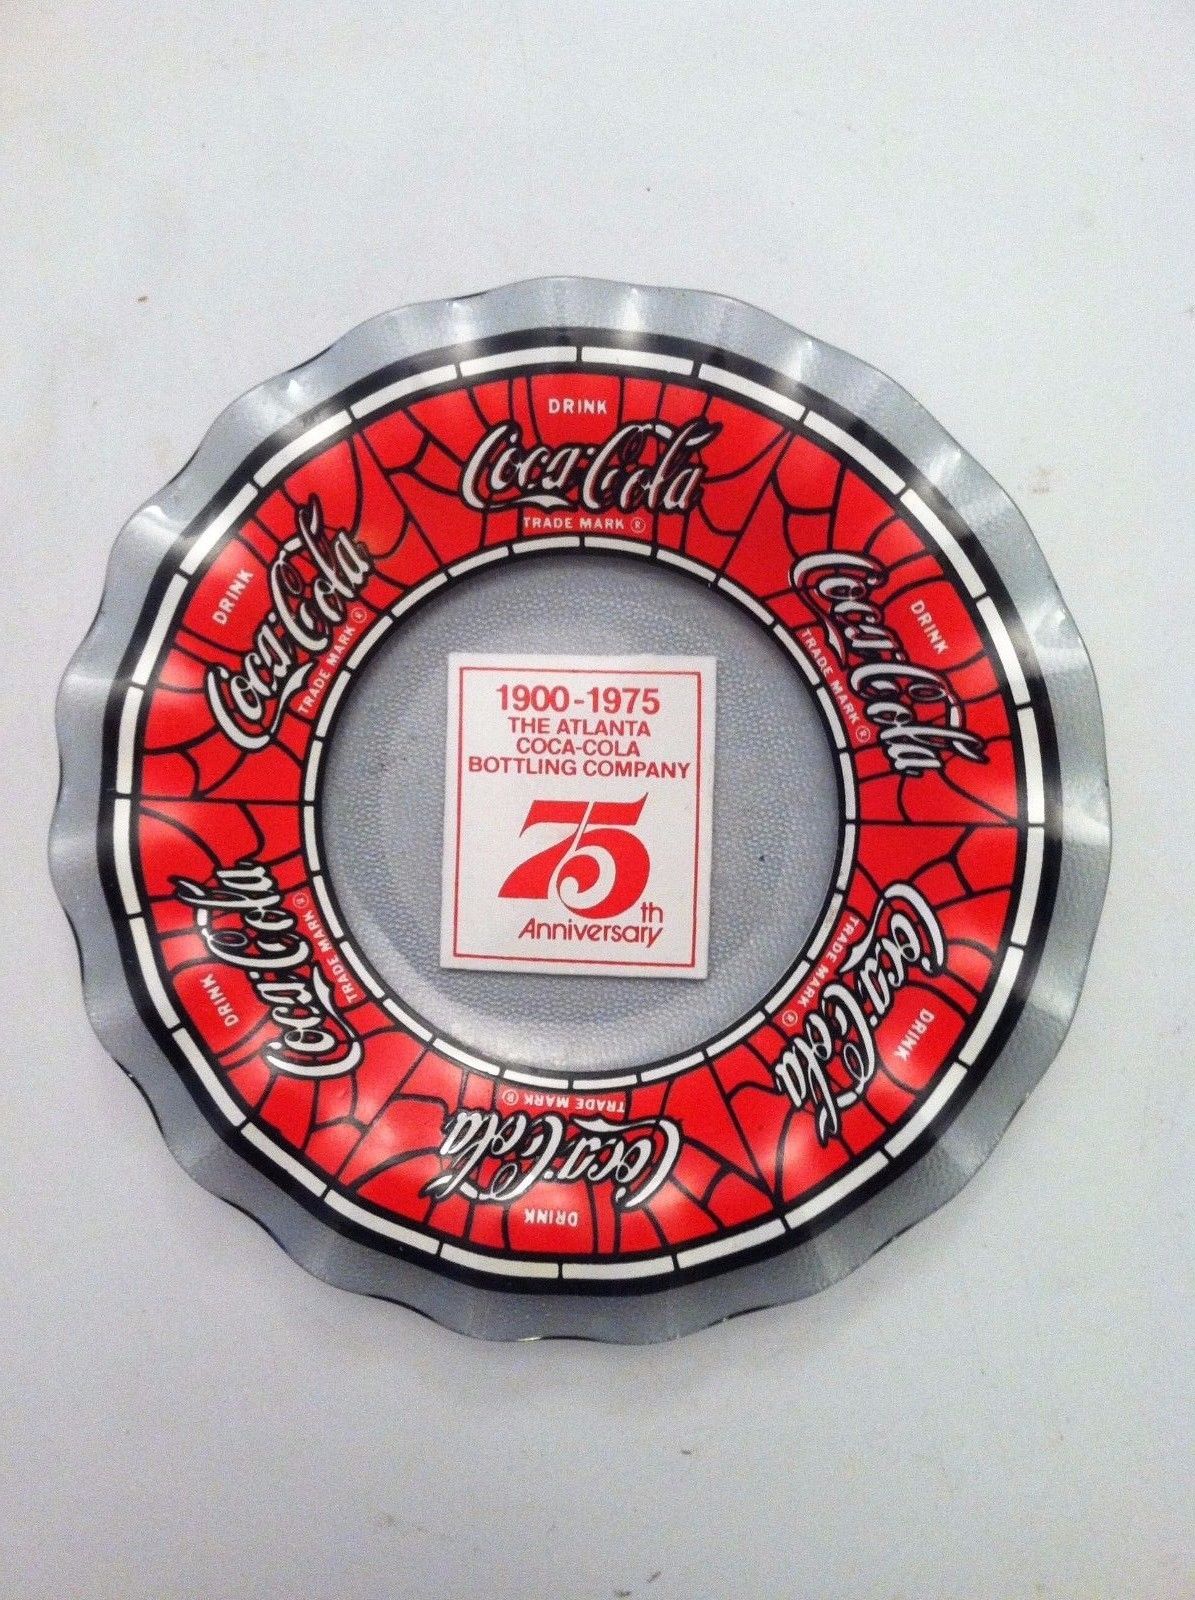 DRINK
Coca-Cola
TRADE MARK ®
DRINK
Coca-Cola
TRADE MARK ®
DRINK
Coca-Cola
TRADE MARK ®
DRINK
Coca-Cola
TRADE MARK ®
DRINK
Coca-Cola
TRADE MARK ®
DRINK
Coca-Cola
TRADE MARK ®
1900-1975
THE ATLANTA
COCA-COLA
BOTTLING COMPANY
75th
Anniversary